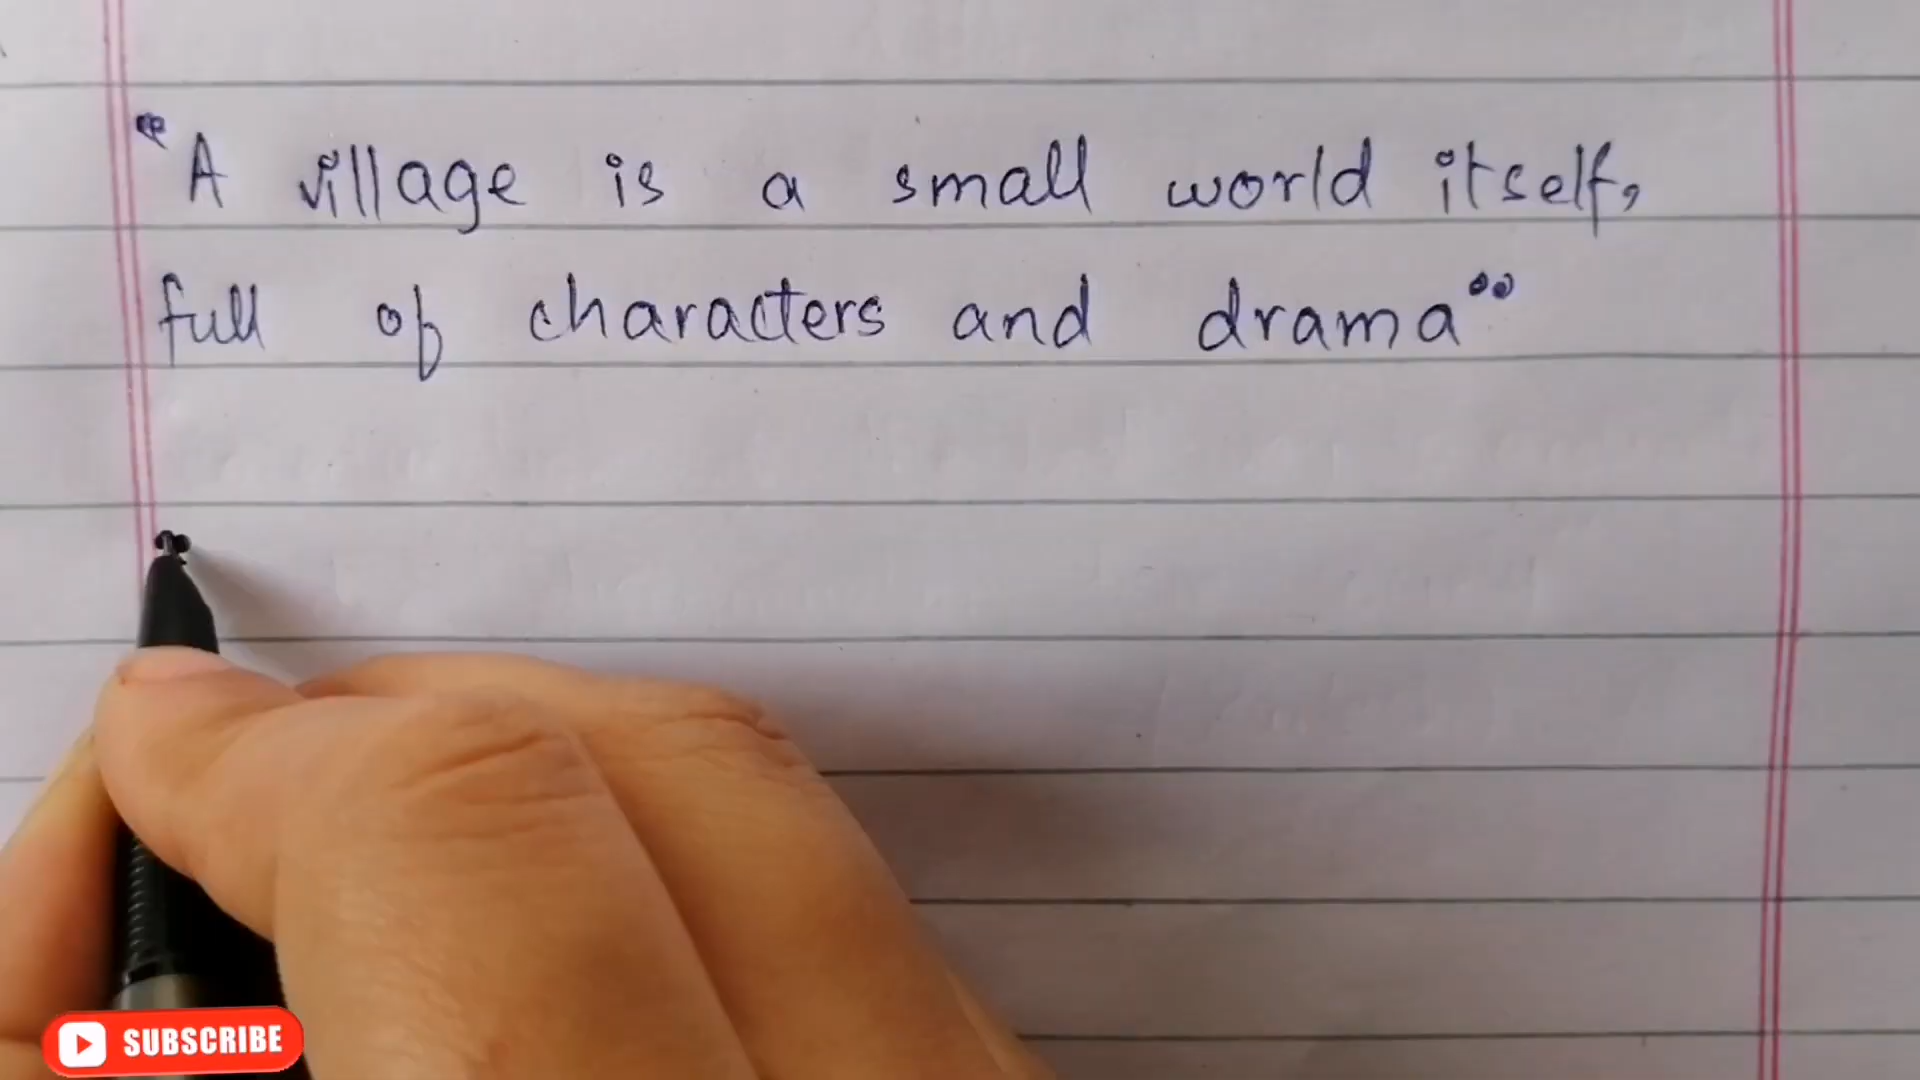 "A village is a small world itself,
full of characters and drama"
SUBSCRIBE